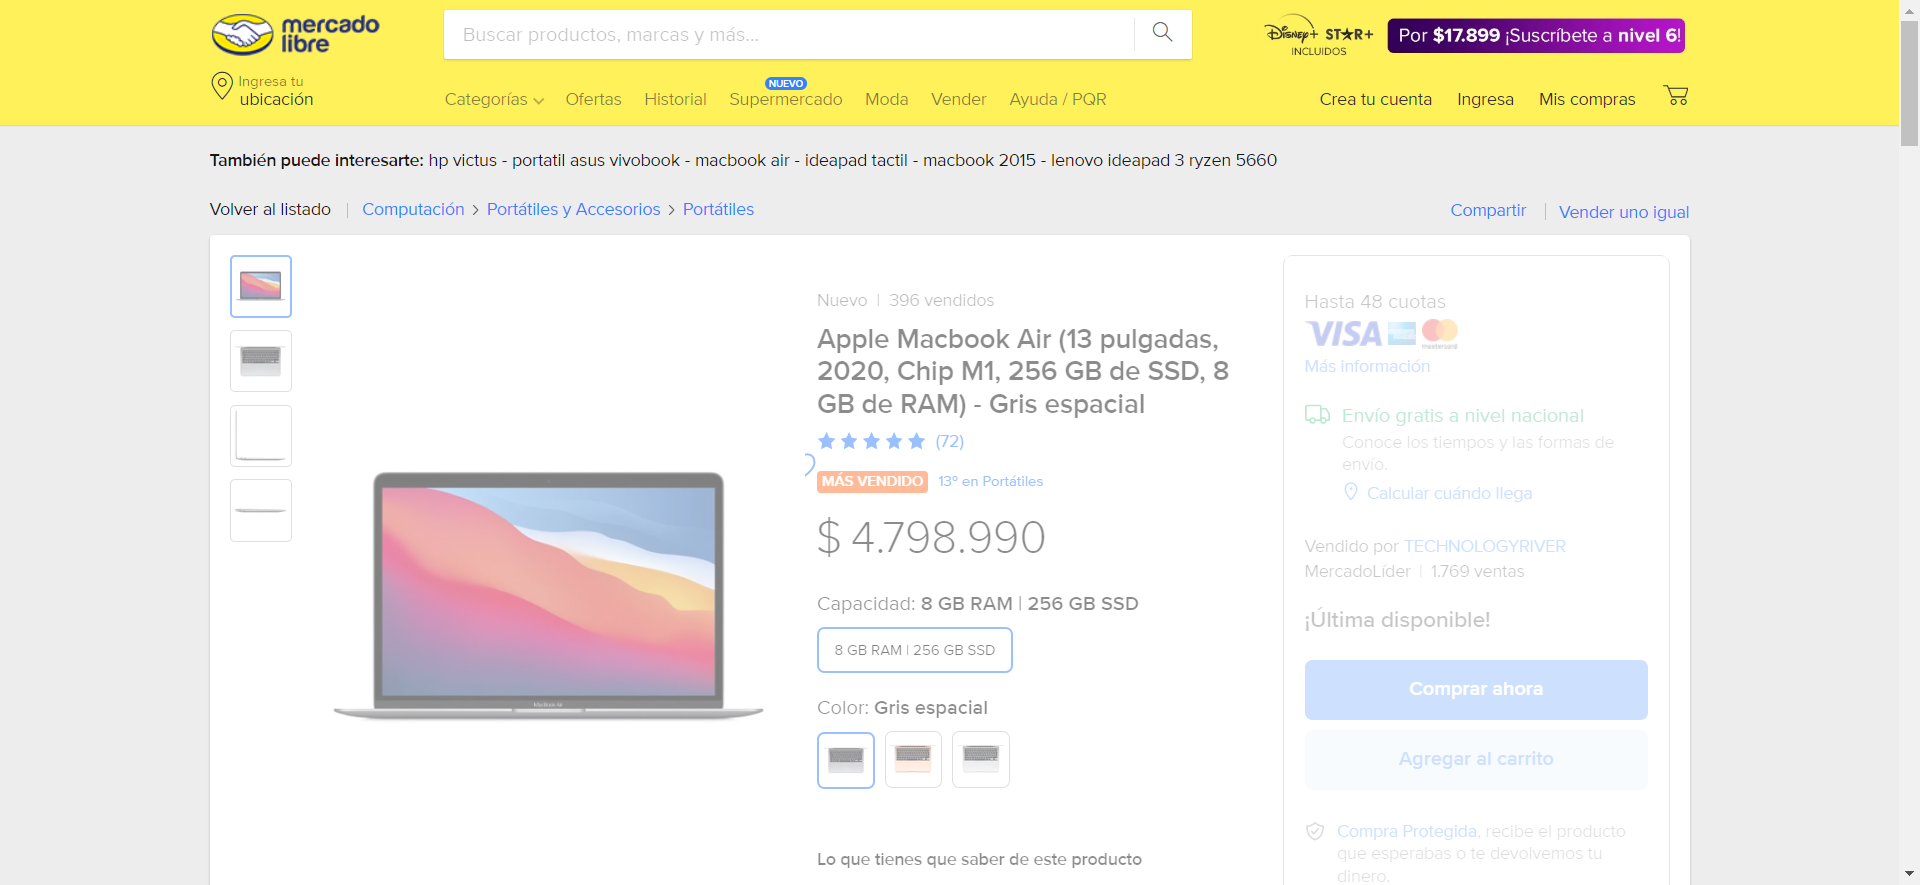 mercado
libre
Buscar productos, marcas y más...
Disney+ STAR+
INCLUIDOS
Por $17.899 ¡Suscríbete a nivel 6!
Ingresa tu
ubicación
Categorías
Ofertas
Historial
NUEVO
Supermercado
Moda
Vender
Ayuda / PQR
Crea tu cuenta
Ingresa
Mis compras
También puede interesarte: hp victus - portatil asus vivobook - macbook air - ideapad tactil - macbook 2015 - lenovo ideapad 3 ryzen 5660
Volver al listado | Computación > Portátiles y Accesorios > Portátiles
Compartir | Vender uno igual
Nuevo | 396 vendidos
Apple Macbook Air (13 pulgadas,
2020, Chip M1, 256 GB de SSD, 8
GB de RAM) - Gris espacial
(72)
MÁS VENDIDO 13º en Portátiles
$ 4.798.990
Capacidad: 8 GB RAM | 256 GB SSD
8 GB RAM | 256 GB SSD
Color: Gris espacial
Lo que tienes que saber de este producto
MacBook Air
Hasta 48 cuotas
VISA
mastercard
Más información
Envío gratis a nivel nacional
Conoce los tiempos y las formas de
envío.
Calcular cuándo llega
Vendido por TECHNOLOGYRIVER
MercadoLíder | 1.769 ventas
¡Última disponible!
Comprar ahora
Agregar al carrito
Compra Protegida, recibe el producto
que esperabas o te devolvemos tu
dinero.